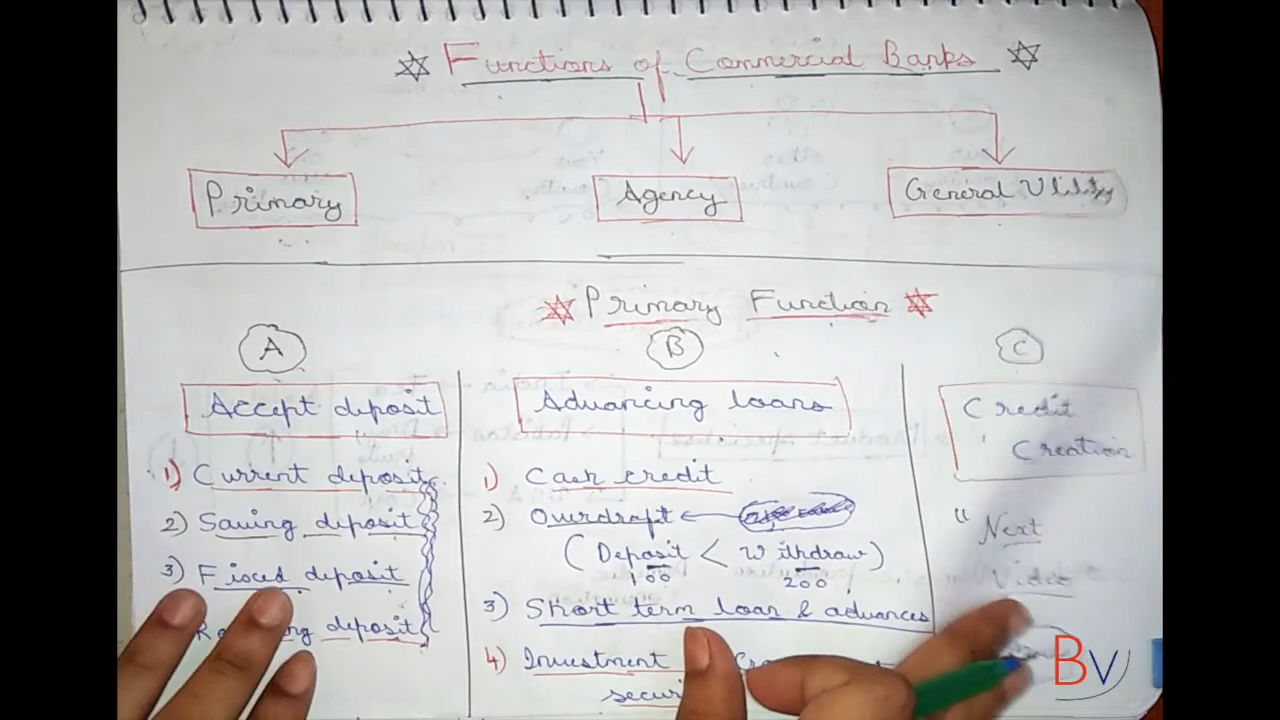 Functions of Commercial Banks
Primary
Agency
General Utility
Primary Function
A
Accept deposit
1) Current deposit
2) Saving deposit
3) Fixed deposit
deposit
B
Advancing loans
1) Cash credit
2) Overdraft
(Deposit < Withdraw)
100 200
3) Short term loan & advances
4) Investment
C
Credit
Creation
"Next
Video
BV